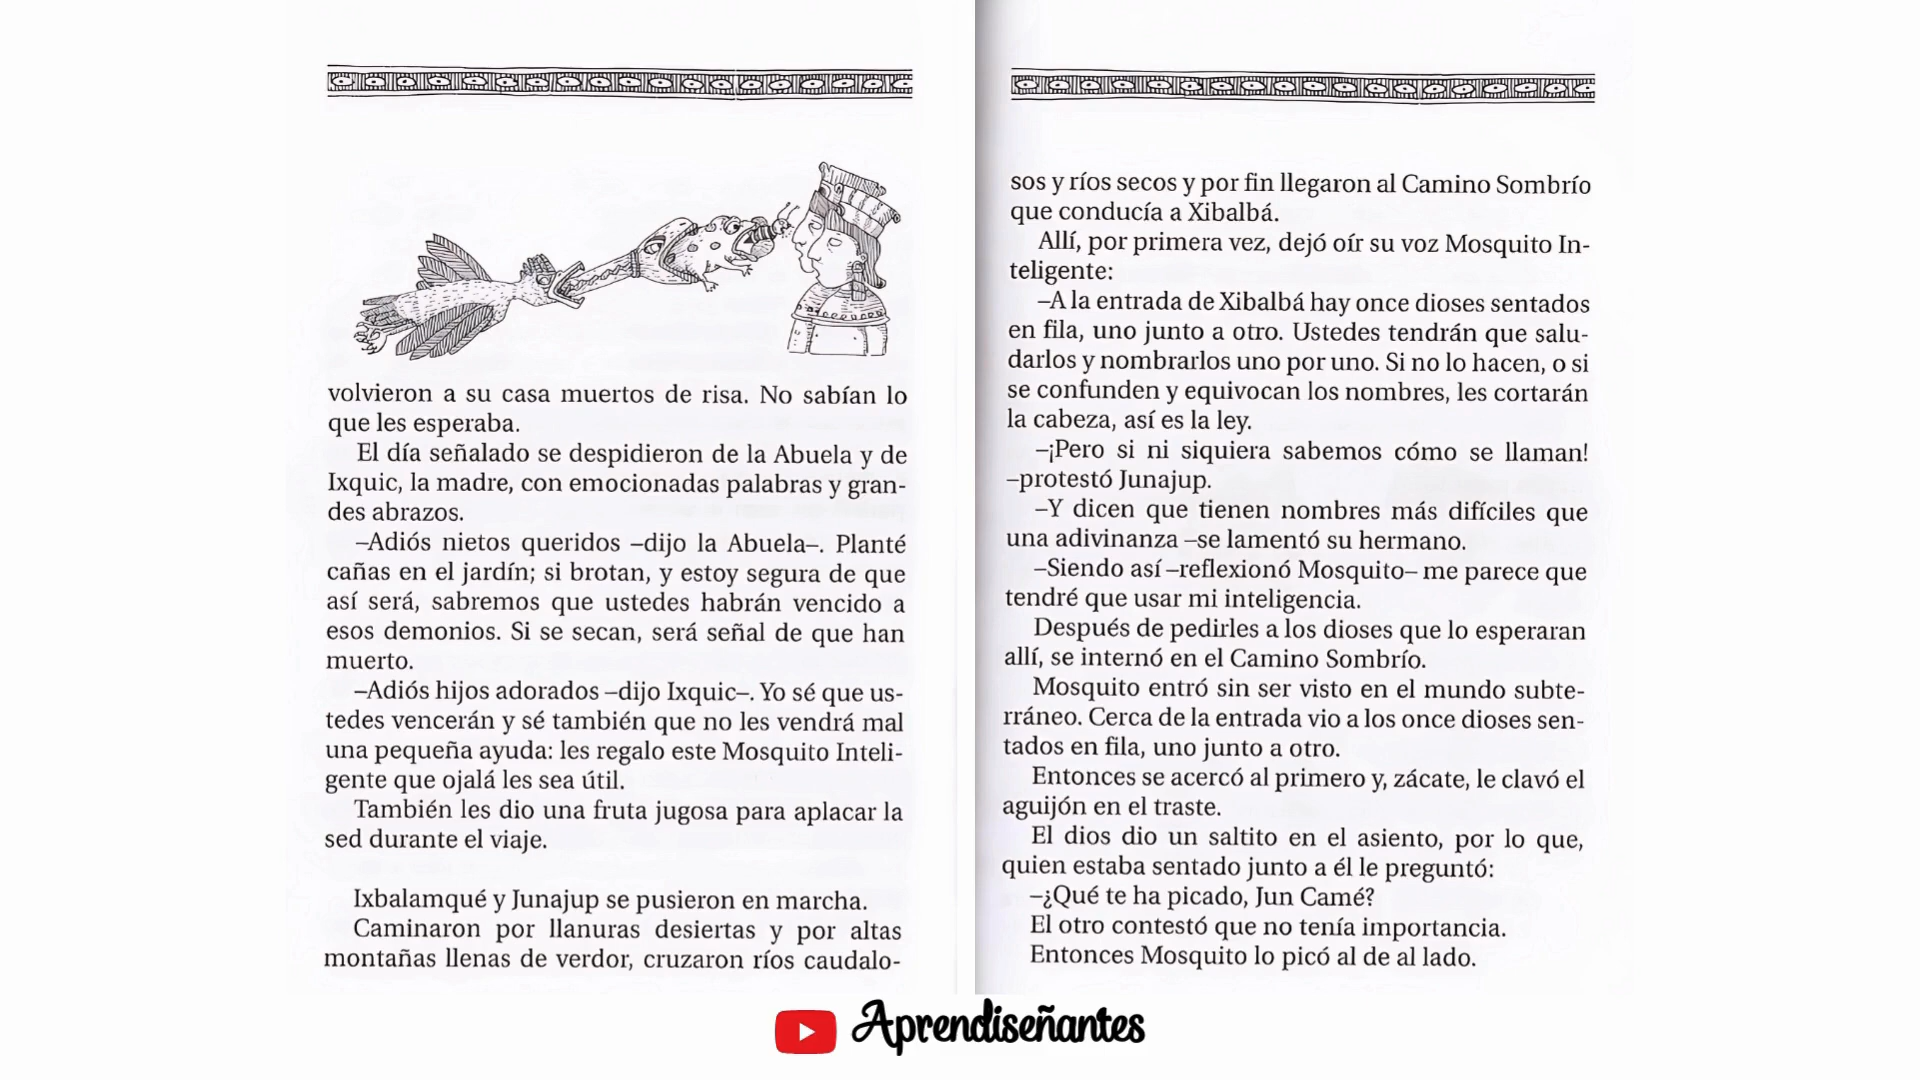 volvieron a su casa muertos de risa. No sabían lo
que les esperaba.
El día señalado se despidieron de la Abuela y de
Ixquic, la madre, con emocionadas palabras y gran-
des abrazos.
–Adiós nietos queridos –dijo la Abuela–. Planté
cañas en el jardín; si brotan, y estoy segura de que
así será, sabremos que ustedes habrán vencido a
esos demonios. Si se secan, será señal de que han
muerto.
–Adiós hijos adorados –dijo Ixquic–. Yo sé que us-
tedes vencerán y sé también que no les vendrá mal
una pequeña ayuda: les regalo este Mosquito Inteli-
gente que ojalá les sea útil.
También les dio una fruta jugosa para aplacar la
sed durante el viaje.
Ixbalamqué y Junajup se pusieron en marcha.
Caminaron por llanuras desiertas y por altas
montañas llenas de verdor, cruzaron ríos caudalo-
sos y ríos secos y por fin llegaron al Camino Sombrío
que conducía a Xibalbá.
Allí, por primera vez, dejó oír su voz Mosquito In-
teligente:
–A la entrada de Xibalbá hay once dioses sentados
en fila, uno junto a otro. Ustedes tendrán que salu-
darlos y nombrarlos uno por uno. Si no lo hacen, o si
se confunden y equivocan los nombres, les cortarán
la cabeza, así es la ley.
–¡Pero si ni siquiera sabemos cómo se llaman!
–protestó Junajup.
–Y dicen que tienen nombres más difíciles que
una adivinanza –se lamentó su hermano.
–Siendo así –reflexionó Mosquito– me parece que
tendré que usar mi inteligencia.
Después de pedirles a los dioses que lo esperaran
allí, se internó en el Camino Sombrío.
Mosquito entró sin ser visto en el mundo subte-
rráneo. Cerca de la entrada vio a los once dioses sen-
tados en fila, uno junto a otro.
Entonces se acercó al primero y, zácate, le clavó el
aguijón en el traste.
El dios dio un saltito en el asiento, por lo que,
quien estaba sentado junto a él le preguntó:
–¿Qué te ha picado, Jun Camé?
El otro contestó que no tenía importancia.
Entonces Mosquito lo picó al de al lado.
Aprendiseñantes